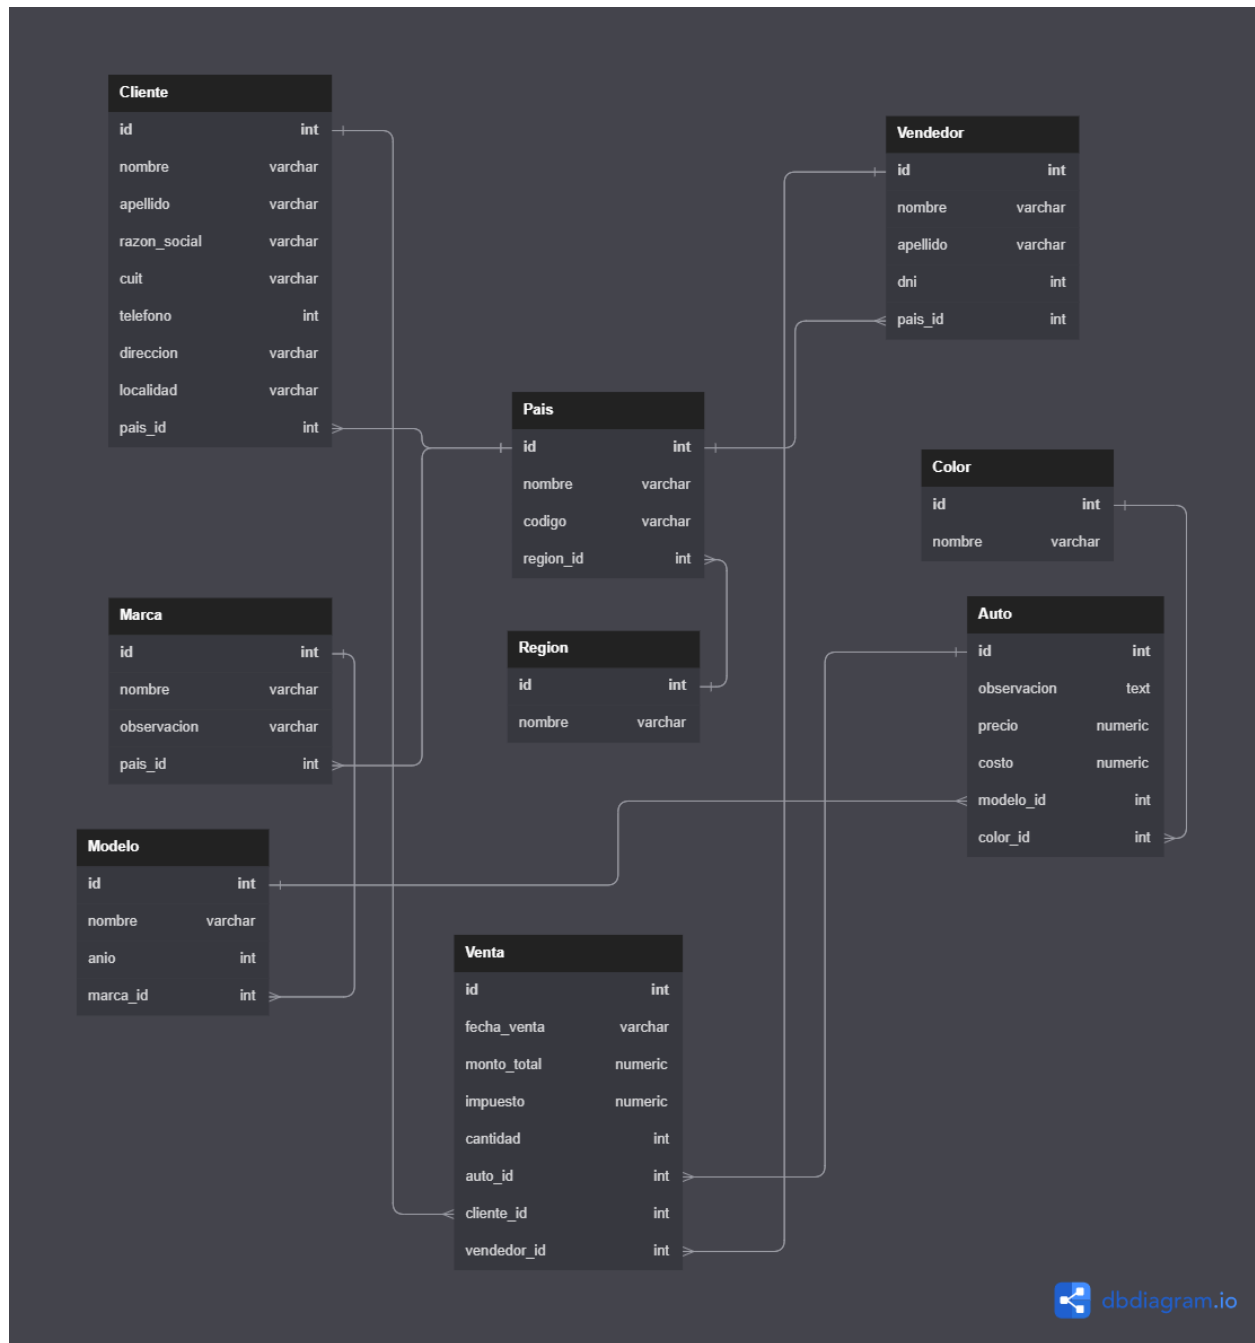 Cliente
id int
nombre varchar
apellido varchar
razon_social varchar
cuit varchar
telefono int
direccion varchar
localidad varchar
pais_id int
Vendedor
id int
nombre varchar
apellido varchar
dni int
pais_id int
Pais
id int
nombre varchar
codigo varchar
region_id int
Color
id int
nombre varchar
Marca
id int
nombre varchar
observacion varchar
pais_id int
Region
id int
nombre varchar
Auto
id int
observacion text
precio numeric
costo numeric
modelo_id int
color_id int
Modelo
id int
nombre varchar
anio int
marca_id int
Venta
id int
fecha_venta varchar
monto_total numeric
impuesto numeric
cantidad int
auto_id int
cliente_id int
vendedor_id int
dbdiagram.io